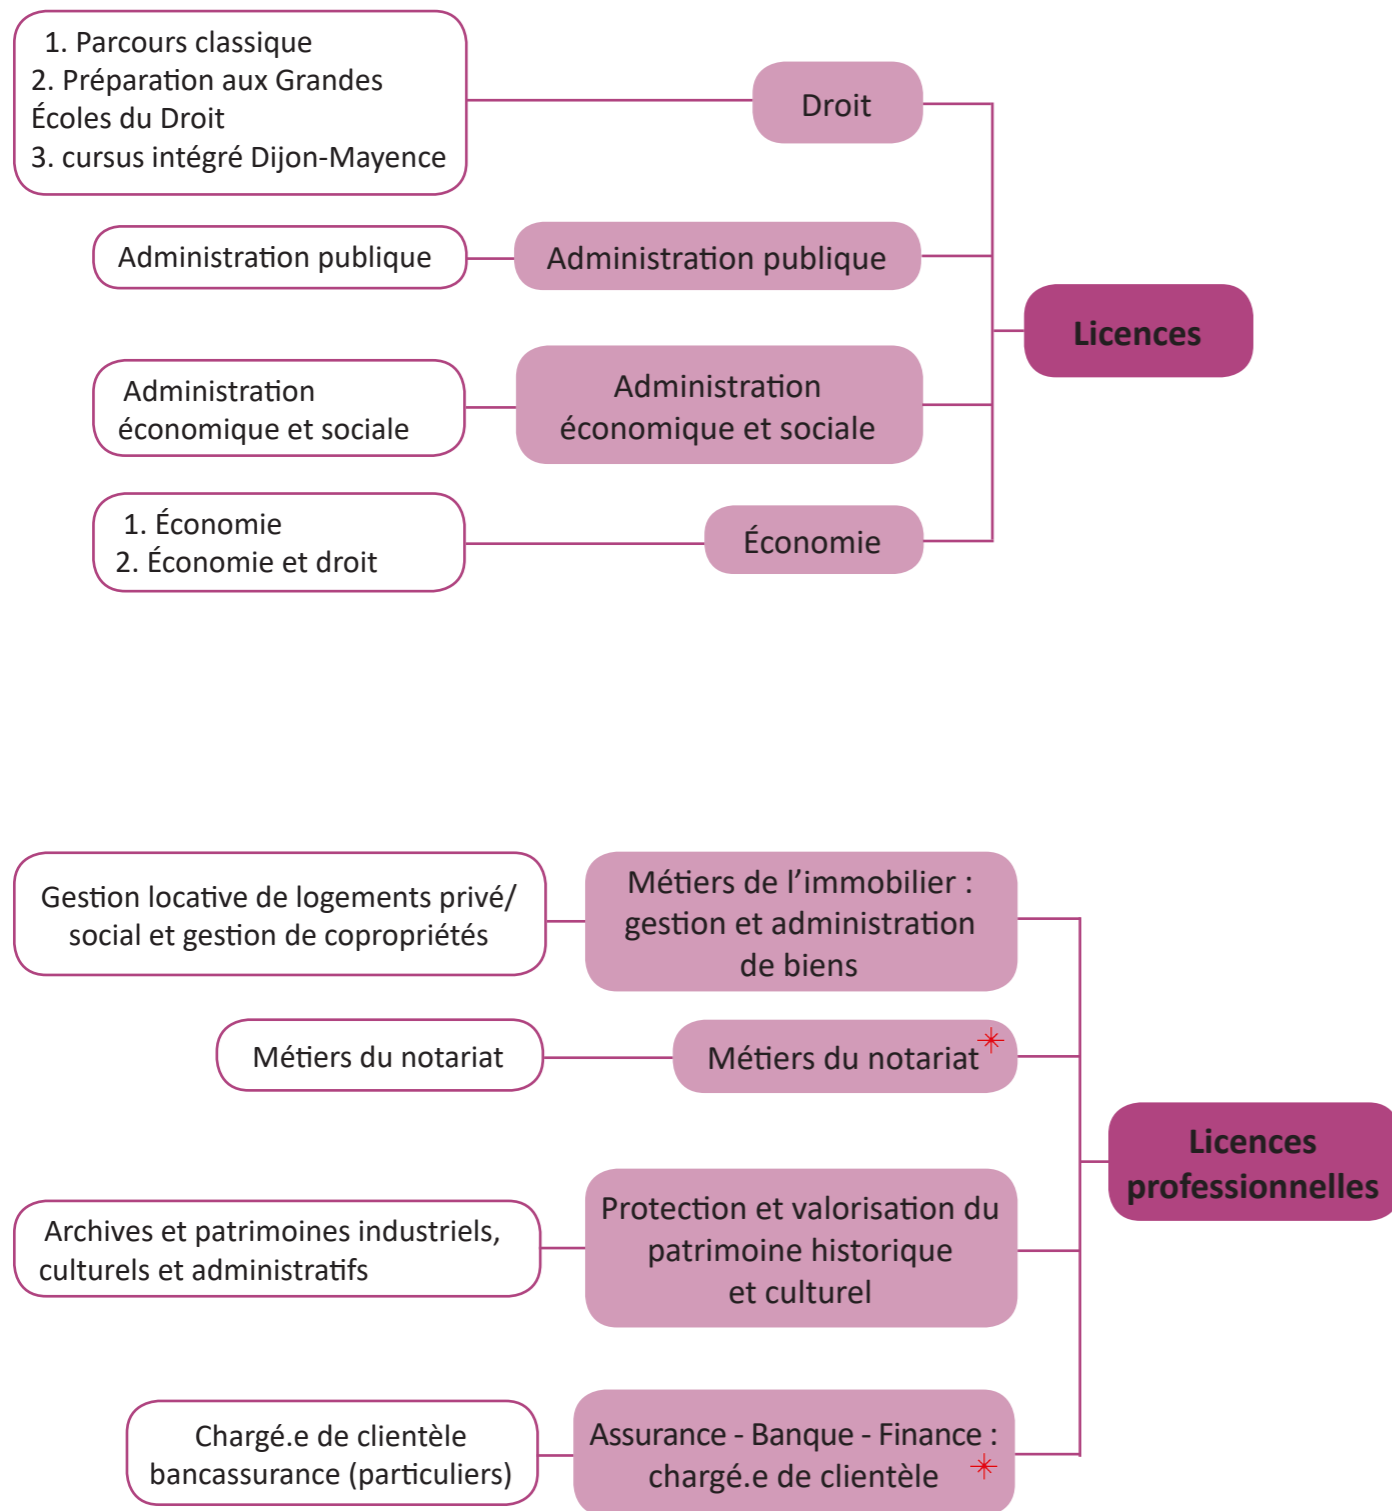 1. Parcours classique
2. Préparation aux Grandes
Écoles du Droit
3. cursus intégré Dijon-Mayence
Droit
Administration publique
Administration publique
Licences
Administration
économique et sociale
Administration
économique et sociale
1. Économie
2. Économie et droit
Économie
Gestion locative de logements privé/
social et gestion de copropriétés
Métiers de l’immobilier :
gestion et administration
de biens
Métiers du notariat
Métiers du notariat*
Licences
professionnelles
Archives et patrimoines industriels,
culturels et administratifs
Protection et valorisation du
patrimoine historique
et culturel
Chargé.e de clientèle
bancassurance (particuliers)
Assurance - Banque - Finance :
chargé.e de clientèle *